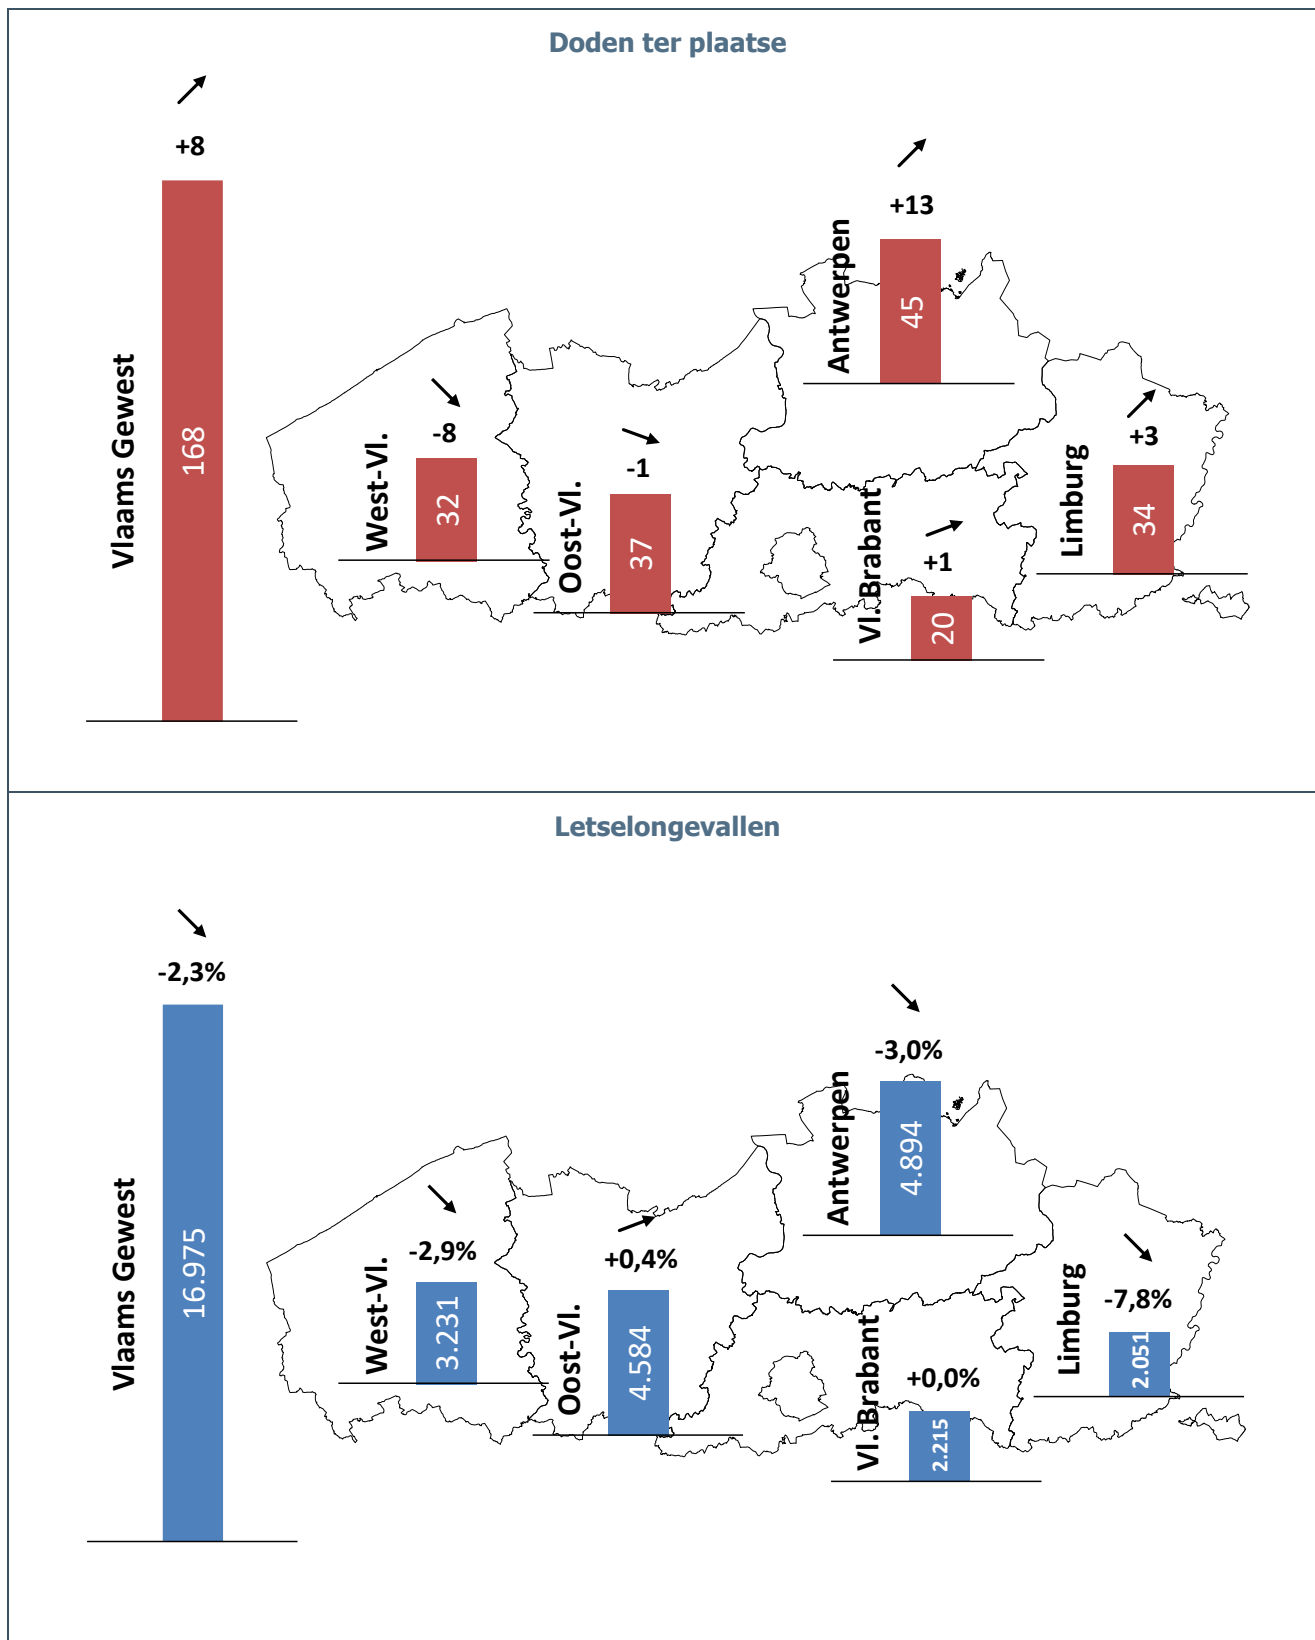 Doden ter plaatse
+8
Vlaams Gewest
168
-8
West-Vl.
32
-1
Oost-Vl.
37
+13
Antwerpen
45
+1
Vl.Brabant
20
+3
Limburg
34
Letselongevallen
-2,3%
Vlaams Gewest
16.975
-2,9%
West-Vl.
3.231
+0,4%
Oost-Vl.
4.584
-3,0%
Antwerpen
4.894
+0,0%
Vl.Brabant
2.215
-7,8%
Limburg
2.051